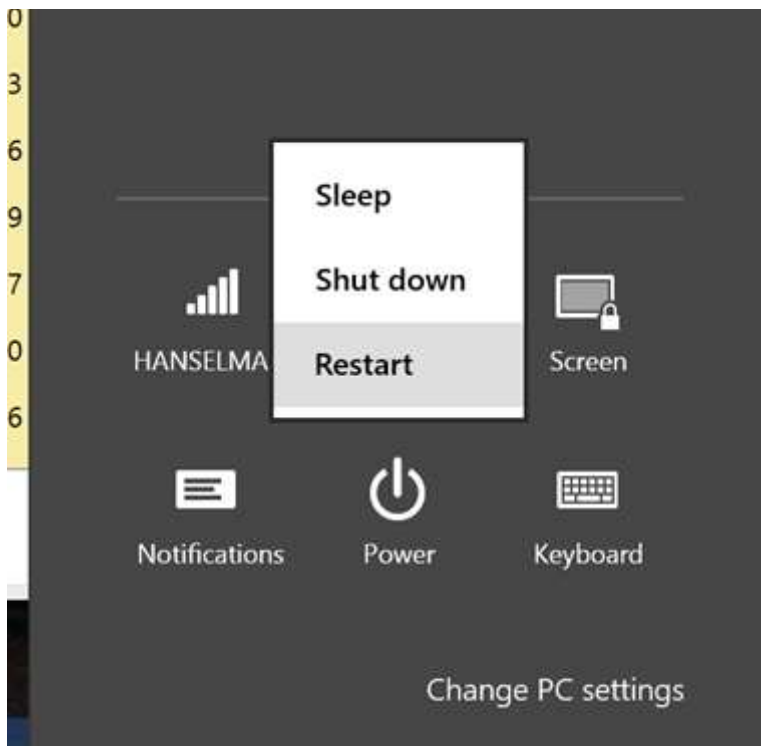 0
3
6
9
7
0
6
Sleep
Shut down
Restart
HANSELMA
Screen
Notifications
Power
Keyboard
Change PC settings